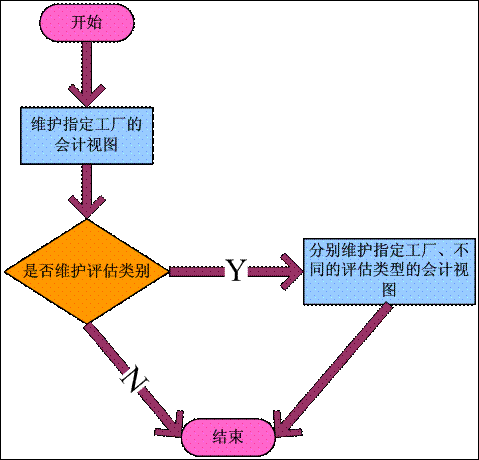 开始
维护指定工厂的
会计视图
是否维护评估类别
Y
分别维护指定工厂、不
同的评估类型的会计视
图
N
结束